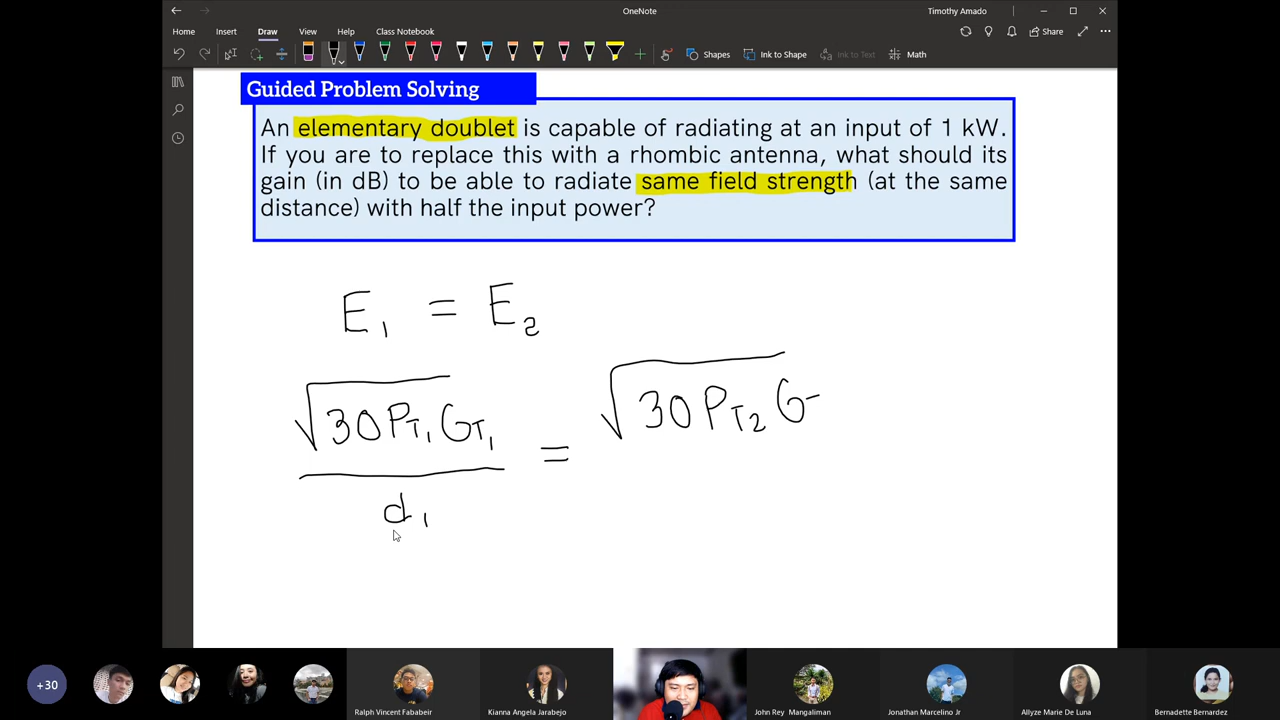 OneNote
Timothy Amado
Home Insert Draw View Help Class Notebook
Share
Shapes Ink to Shape Ink to Text Math
Guided Problem Solving
An elementary doublet is capable of radiating at an input of 1 kW.
If you are to replace this with a rhombic antenna, what should its
gain (in dB) to be able to radiate same field strength (at the same
distance) with half the input power?
E₁ = E₂
√30PT₁GT₁ / d₁ = √30PT₂G
+30
Ralph Vincent Fababeir
Kianna Angela Jarabejo
John Rey Mangaliman
Jonathan Marcelino Jr
Allyze Marie De Luna
Bernadette Bernardez